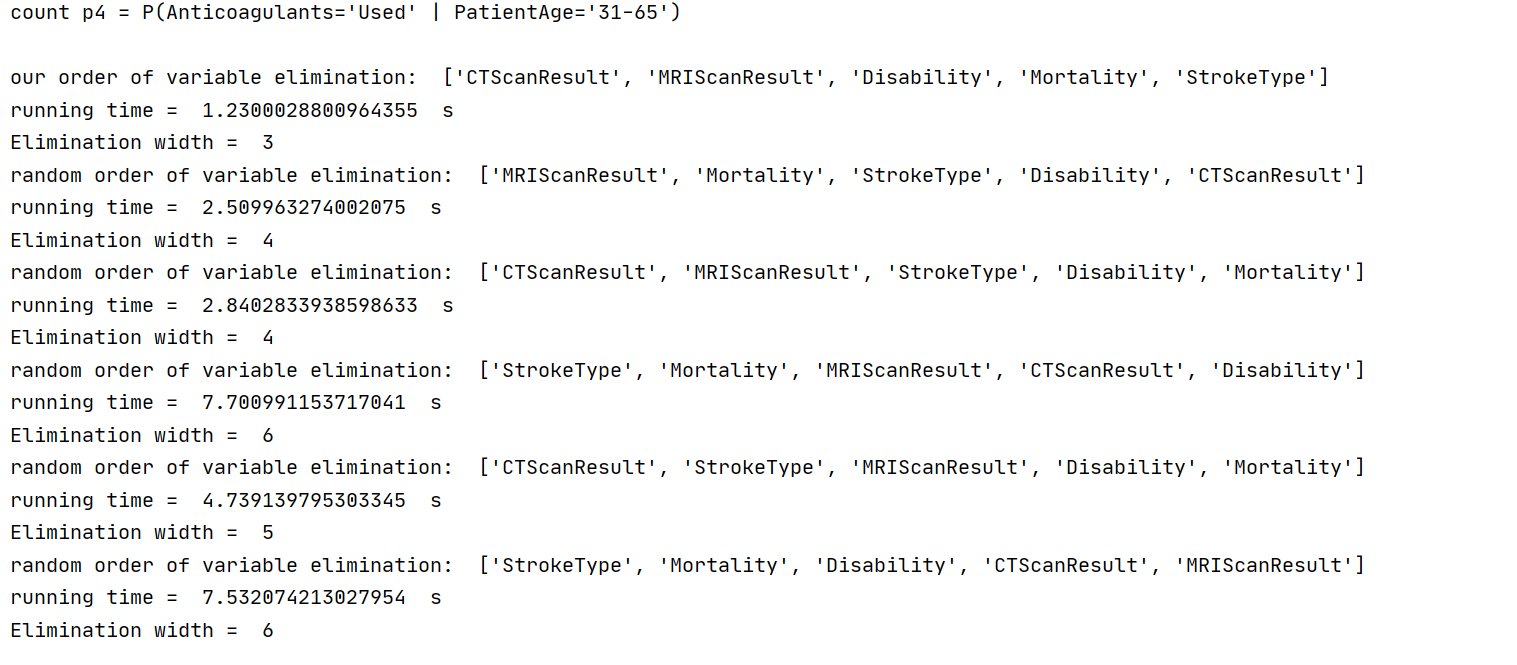 count p4 = P(Anticoagulants='Used' | PatientAge='31-65')
our order of variable elimination:  ['CTScanResult', 'MRIScanResult', 'Disability', 'Mortality', 'StrokeType']
running time =  1.2300028800964355  s
Elimination width =  3
random order of variable elimination:  ['MRIScanResult', 'Mortality', 'StrokeType', 'Disability', 'CTScanResult']
running time =  2.509963274002075  s
Elimination width =  4
random order of variable elimination:  ['CTScanResult', 'MRIScanResult', 'StrokeType', 'Disability', 'Mortality']
running time =  2.8402833938598633  s
Elimination width =  4
random order of variable elimination:  ['StrokeType', 'Mortality', 'MRIScanResult', 'CTScanResult', 'Disability']
running time =  7.700991153717041  s
Elimination width =  6
random order of variable elimination:  ['CTScanResult', 'StrokeType', 'MRIScanResult', 'Disability', 'Mortality']
running time =  4.739139795303345  s
Elimination width =  5
random order of variable elimination:  ['StrokeType', 'Mortality', 'Disability', 'CTScanResult', 'MRIScanResult']
running time =  7.532074213027954  s
Elimination width =  6